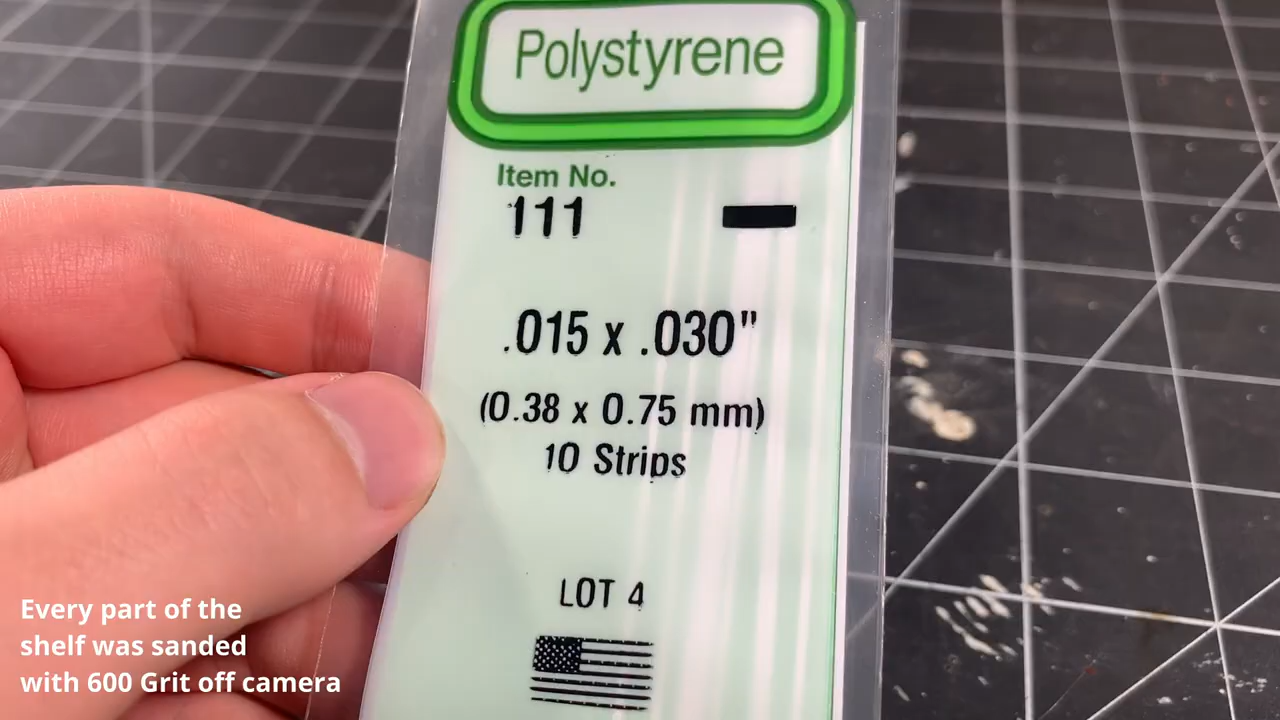 Polystyrene
Item No.
111
.015 x .030"
(0.38 x 0.75 mm)
10 Strips
LOT 4
Every part of the
shelf was sanded
with 600 Grit off camera